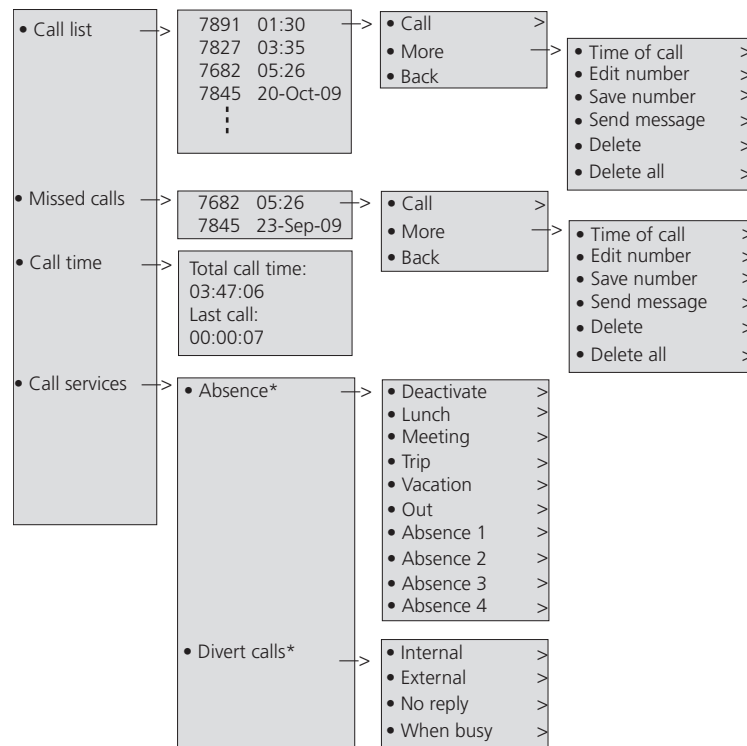 • Call list —>
7891 01:30 —>
7827 03:35
7682 05:26
7845 20-Oct-09
• Call >
• More —>
• Back
• Time of call >
• Edit number >
• Save number >
• Send message >
• Delete >
• Delete all >
• Missed calls —>
7682 05:26 —>
7845 23-Sep-09
• Call >
• More —>
• Back
• Time of call >
• Edit number >
• Save number >
• Send message >
• Delete >
• Delete all >
• Call time —>
Total call time:
03:47:06
Last call:
00:00:07
• Call services —>
• Absence* —>
• Deactivate >
• Lunch >
• Meeting >
• Trip >
• Vacation >
• Out >
• Absence 1 >
• Absence 2 >
• Absence 3 >
• Absence 4 >
• Divert calls* —>
• Internal >
• External >
• No reply >
• When busy >